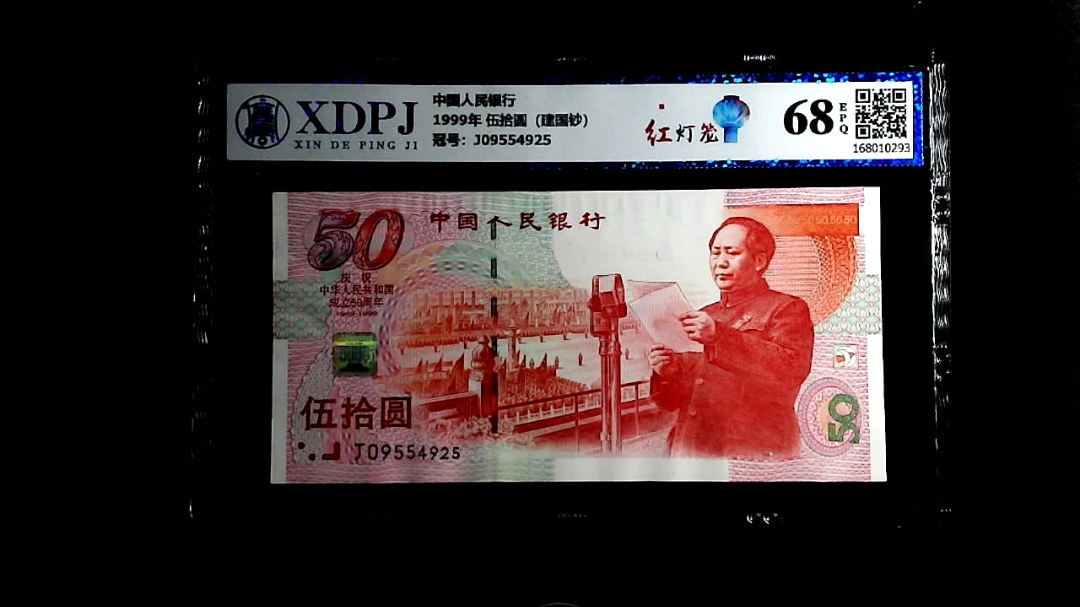 XDPJ
XIN DE PING JI
中国人民银行
1999年 伍拾圆（建国钞）
冠号: J09554925
红灯笼
68
EPQ
168010293
50
中国人民银行
庆祝
中华人民共和国
成立50周年
1949-1999
伍拾圆
J09554925
50